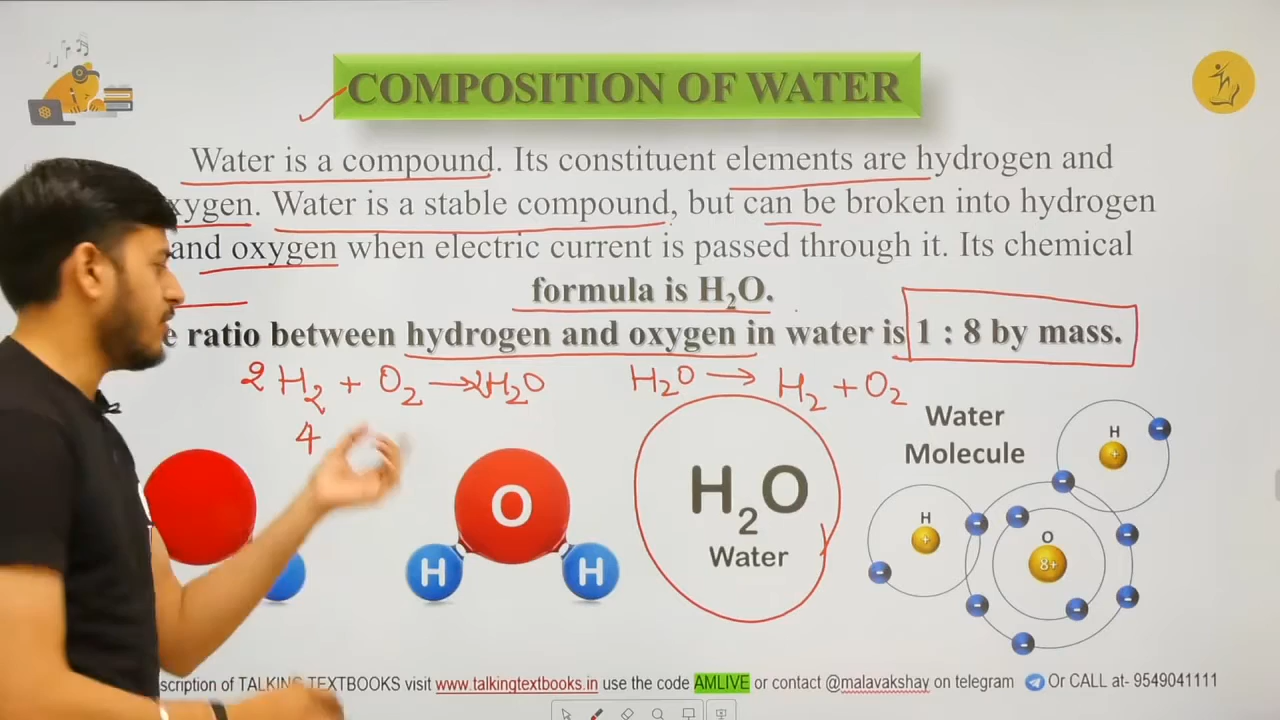 COMPOSITION OF WATER
Water is a compound. Its constituent elements are hydrogen and
xygen. Water is a stable compound, but can be broken into hydrogen
and oxygen when electric current is passed through it. Its chemical
formula is H₂O.
e ratio between hydrogen and oxygen in water is 1 : 8 by mass.
2H₂ + O₂ → 2H₂O H₂O → H₂ + O₂
4
O
H H
H₂O
Water
Water
Molecule
H
+
H
+
O
8+
scription of TALKING TEXTBOOKS visit www.talkingtextbooks.in use the code AMLIVE or contact @malavakshay on telegram Or CALL at- 9549041111